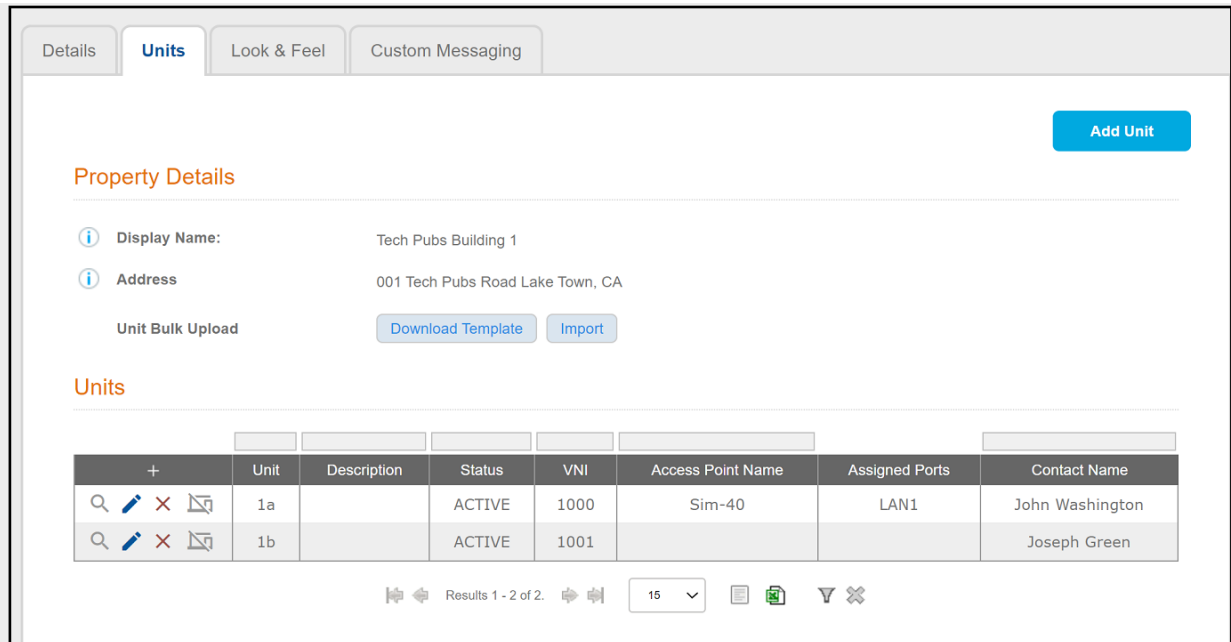 Details Units Look & Feel Custom Messaging
Add Unit
Property Details
Display Name: Tech Pubs Building 1
Address 001 Tech Pubs Road Lake Town, CA
Unit Bulk Upload Download Template Import
Units
+ Unit Description Status VNI Access Point Name Assigned Ports Contact Name
1a ACTIVE 1000 Sim-40 LAN1 John Washington
1b ACTIVE 1001 Joseph Green
Results 1 - 2 of 2. 15